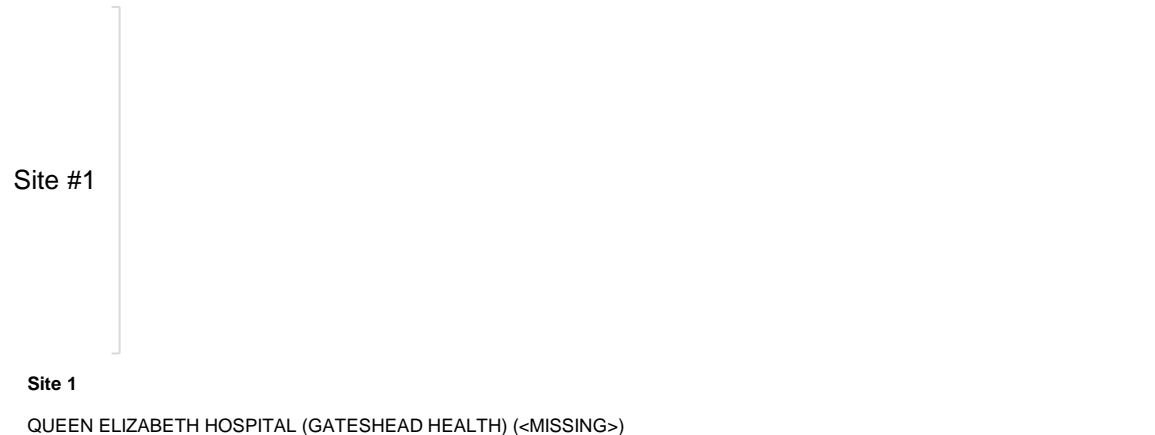 Site #1
Site 1
QUEEN ELIZABETH HOSPITAL (GATESHEAD HEALTH) (<MISSING>)